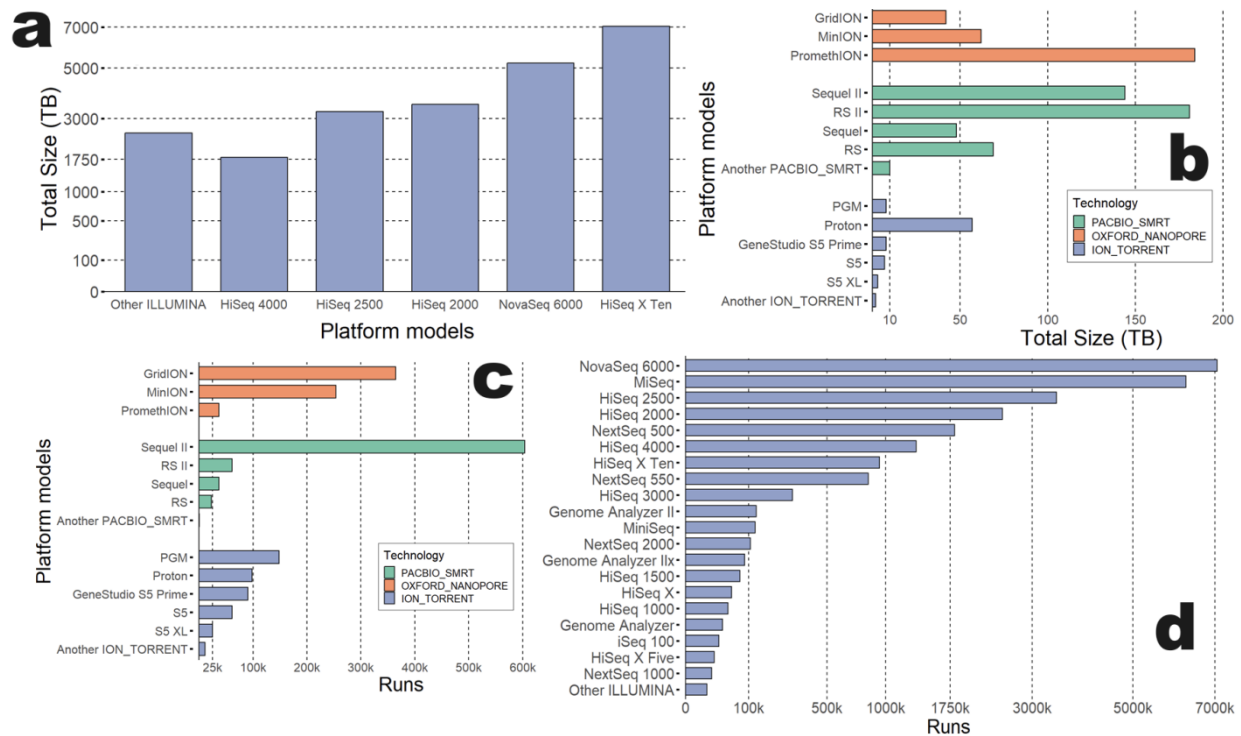 a
Total Size (TB)
7000
5000
3000
1750
1000
500
100
0
Other ILLUMINA
HiSeq 4000
HiSeq 2500
HiSeq 2000
NovaSeq 6000
HiSeq X Ten
Platform models
b
Platform models
GridION
MinION
PromethION
Sequel II
RS II
Sequel
RS
Another PACBIO_SMRT
PGM
Proton
GeneStudio S5 Prime
S5
S5 XL
Another ION_TORRENT
Technology
PACBIO_SMRT
OXFORD_NANOPORE
ION_TORRENT
10 50 100 150 200
Total Size (TB)
c
Platform models
GridION
MinION
PromethION
Sequel II
RS II
Sequel
RS
Another PACBIO_SMRT
PGM
Proton
GeneStudio S5 Prime
S5
S5 XL
Another ION_TORRENT
Technology
PACBIO_SMRT
OXFORD_NANOPORE
ION_TORRENT
25k 100k 200k 300k 400k 500k 600k
Runs
d
NovaSeq 6000
MiSeq
HiSeq 2500
HiSeq 2000
NextSeq 500
HiSeq 4000
HiSeq X Ten
NextSeq 550
HiSeq 3000
Genome Analyzer II
MiniSeq
NextSeq 2000
Genome Analyzer IIx
HiSeq 1500
HiSeq X
HiSeq 1000
Genome Analyzer
iSeq 100
HiSeq X Five
NextSeq 1000
Other ILLUMINA
0 100k 500k 1000k 1750k 3000k 5000k 7000k
Runs